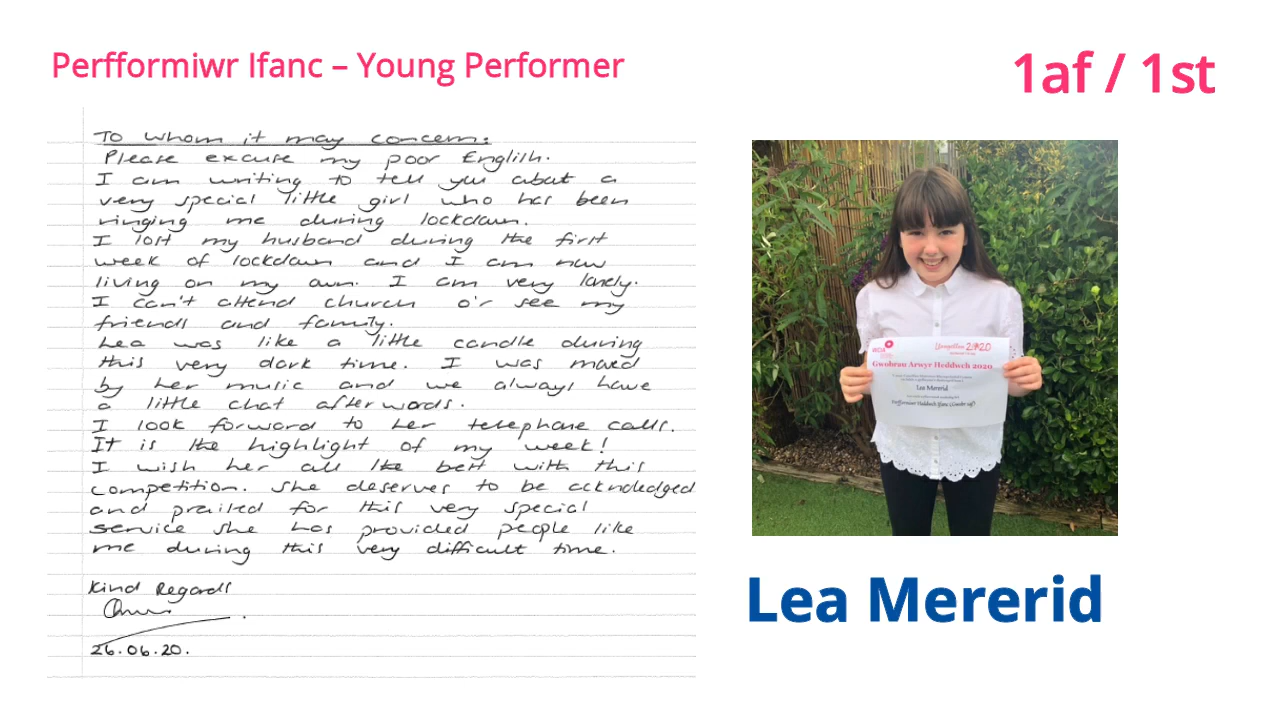 Perfformiwr Ifanc – Young Performer
1af / 1st
To whom it may concern:
Please excuse my poor English.
I am writing to tell you about a
very special little girl who has been
ringing me during lockdown.
I lost my husband during the first
week of lockdown and I am now
living on my own. I am very lonely.
I can't attend church o'r see my
friends and family.
Lea was like a little candle during
this very dark time. I was moved
by her music and we always have
a little chat afterwords.
I look forward to her telephone calls.
It is the highlight of my week!
I wish her all the best with this
competition. She deserves to be ackndedged
and praised for this very special
service she has provided people like
me during this very difficult time.
Kind Regards
26.06.20.
Llangollen 2020
Gwobrau Arwyr Heddwch 2020
Lea Mererid
Perfformiwr Heddwch Ifanc
Lea Mererid